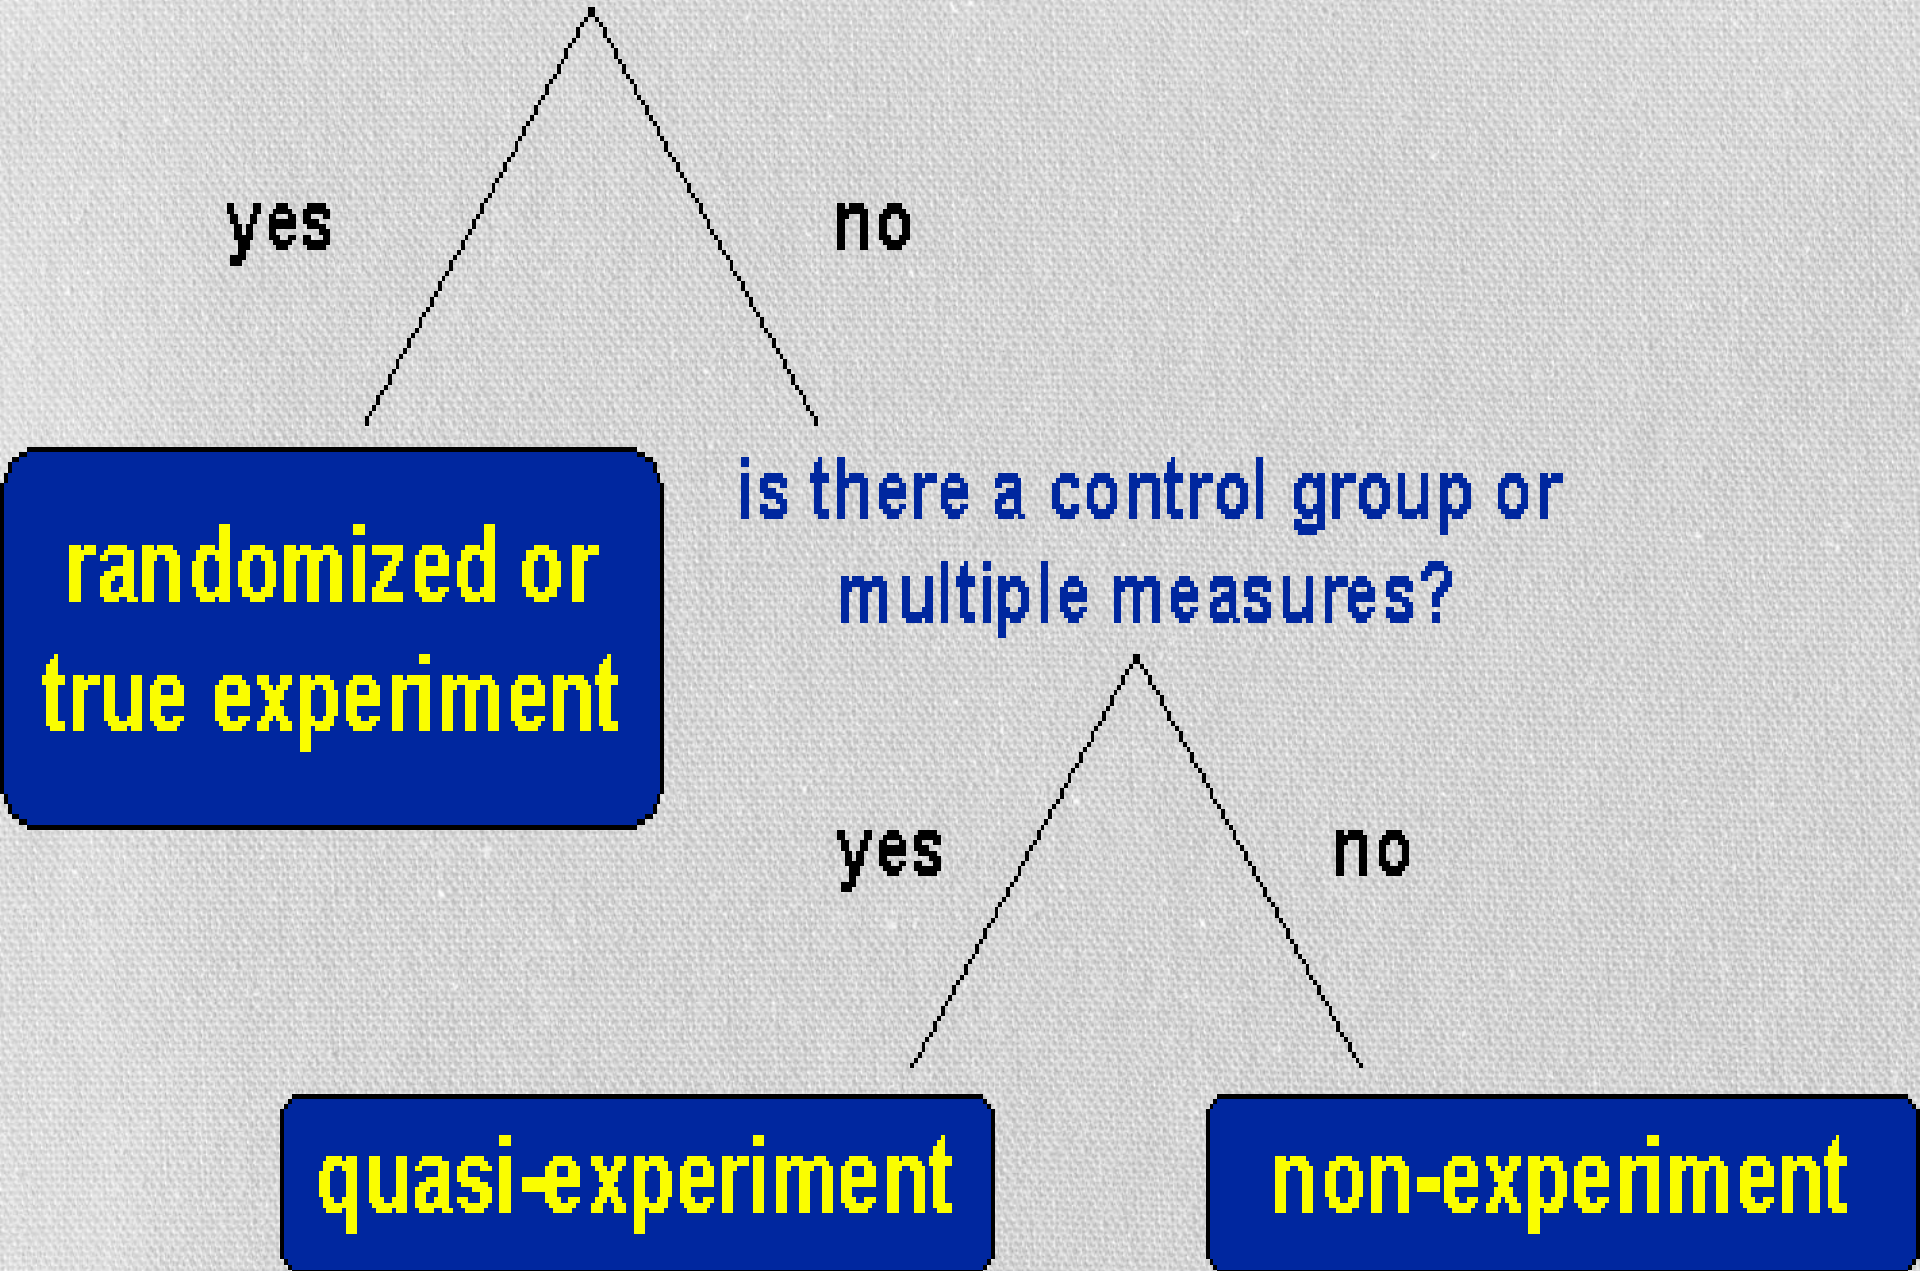 yes
no
randomized or
true experiment
is there a control group or
multiple measures?
yes
no
quasi-experiment
non-experiment